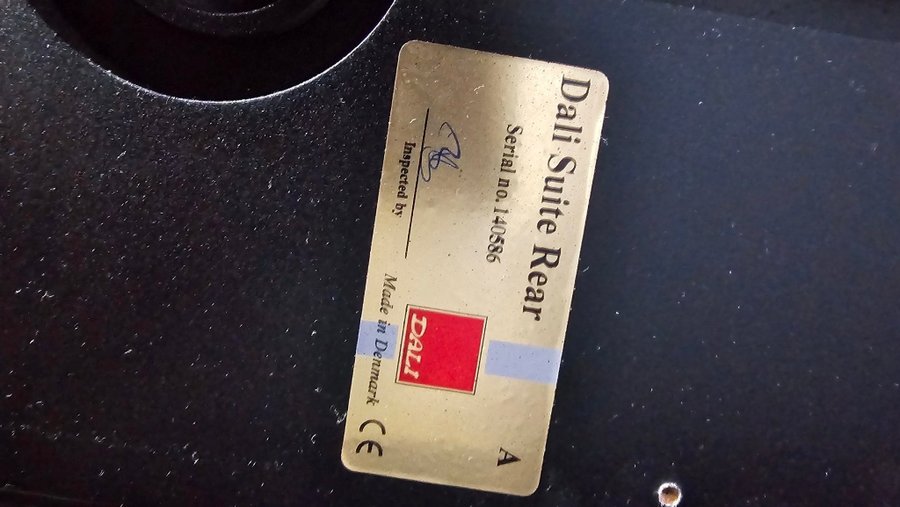 Dali Suite Rear
Serial no. 140586
A
Inspected by
DALI
Made in Denmark CE